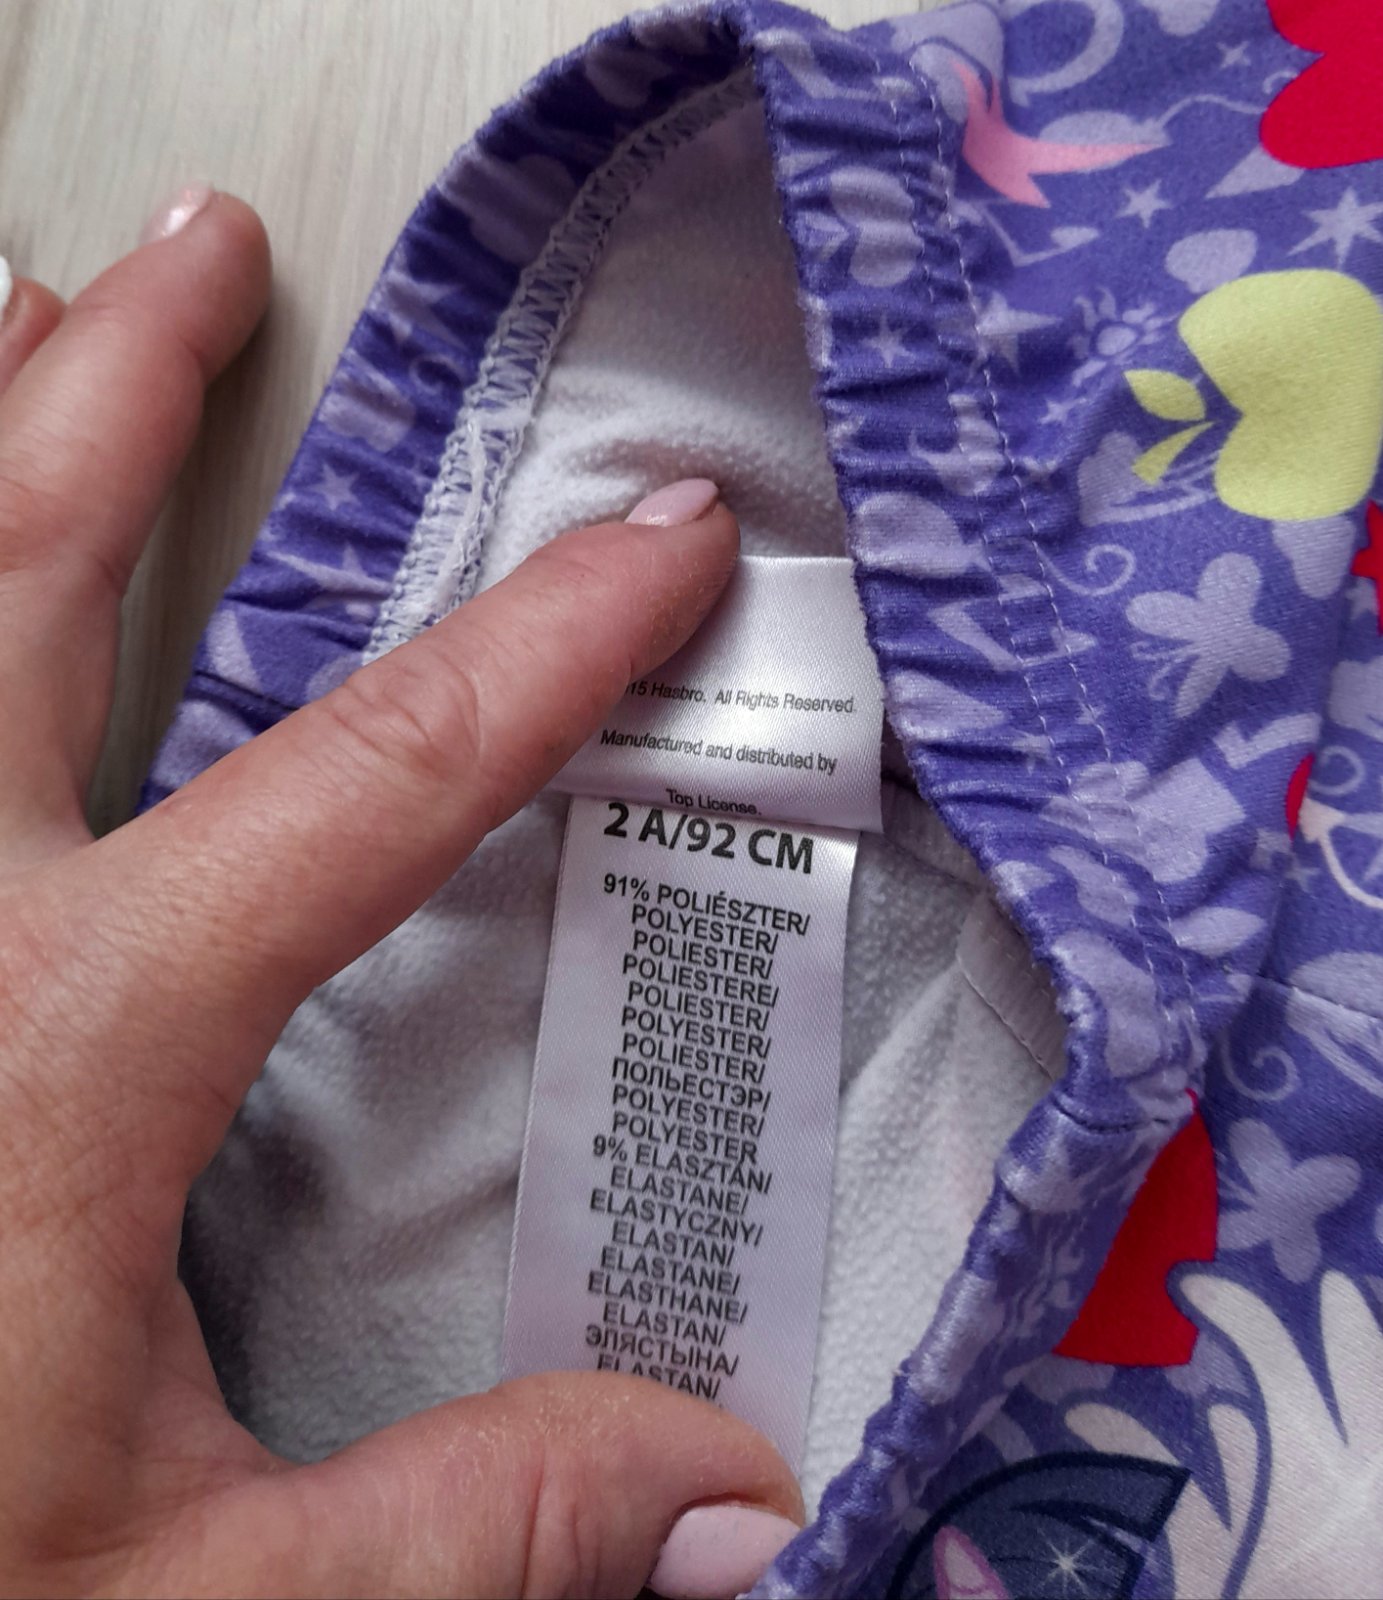 15 Hasbro. All Rights Reserved.
Manufactured and distributed by
Top License.
2 A/92 CM
91% POLIÉSZTER/
POLYESTER/
POLIESTER/
POLIESTERE/
POLIESTER/
POLYESTER/
POLIESTER/
ПОЛЬЕСТЭР/
POLYESTER/
POLYESTER
9% ELASZTÁN/
ELASTANE/
ELASTYCZNY/
ELASTAN/
ELASTANE/
ELASTHANE/
ELASTAN/
ЭЛЯСТЫНА/
ELASTAN/